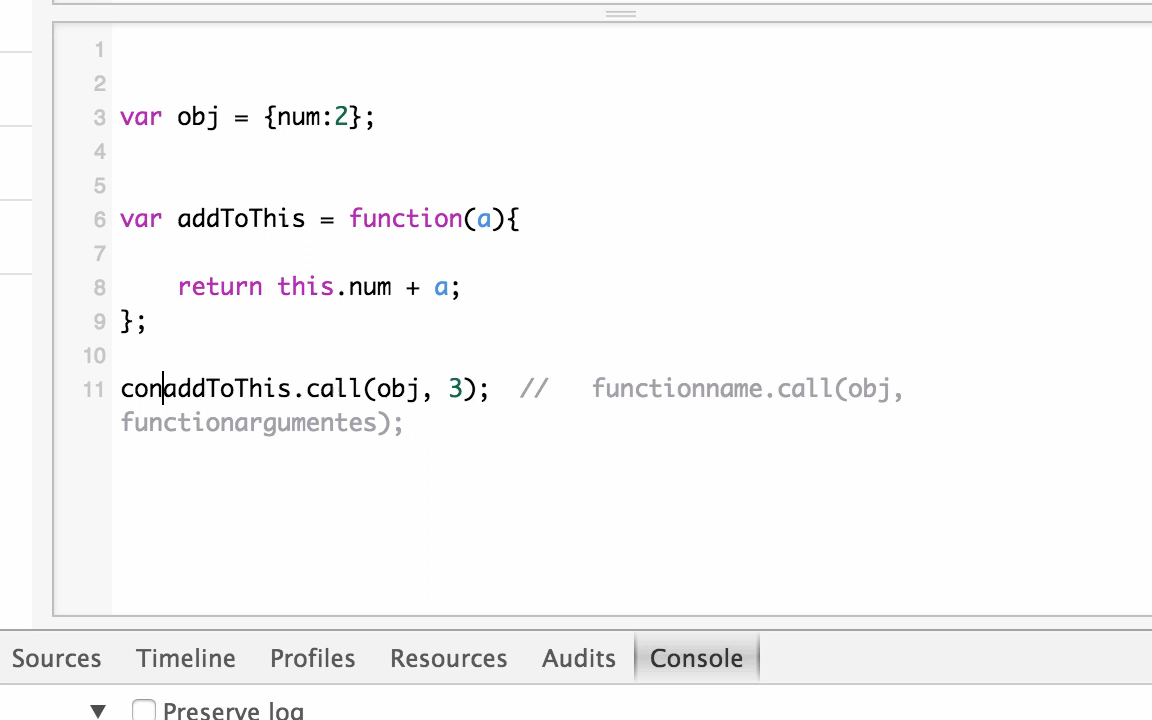 1
2
3 var obj = {num:2};
4
5
6 var addToThis = function(a){
7
8 return this.num + a;
9 };
10
11 conaddToThis.call(obj, 3); // functionname.call(obj,
functionargumentes);
Sources Timeline Profiles Resources Audits Console
▼ Preserve log